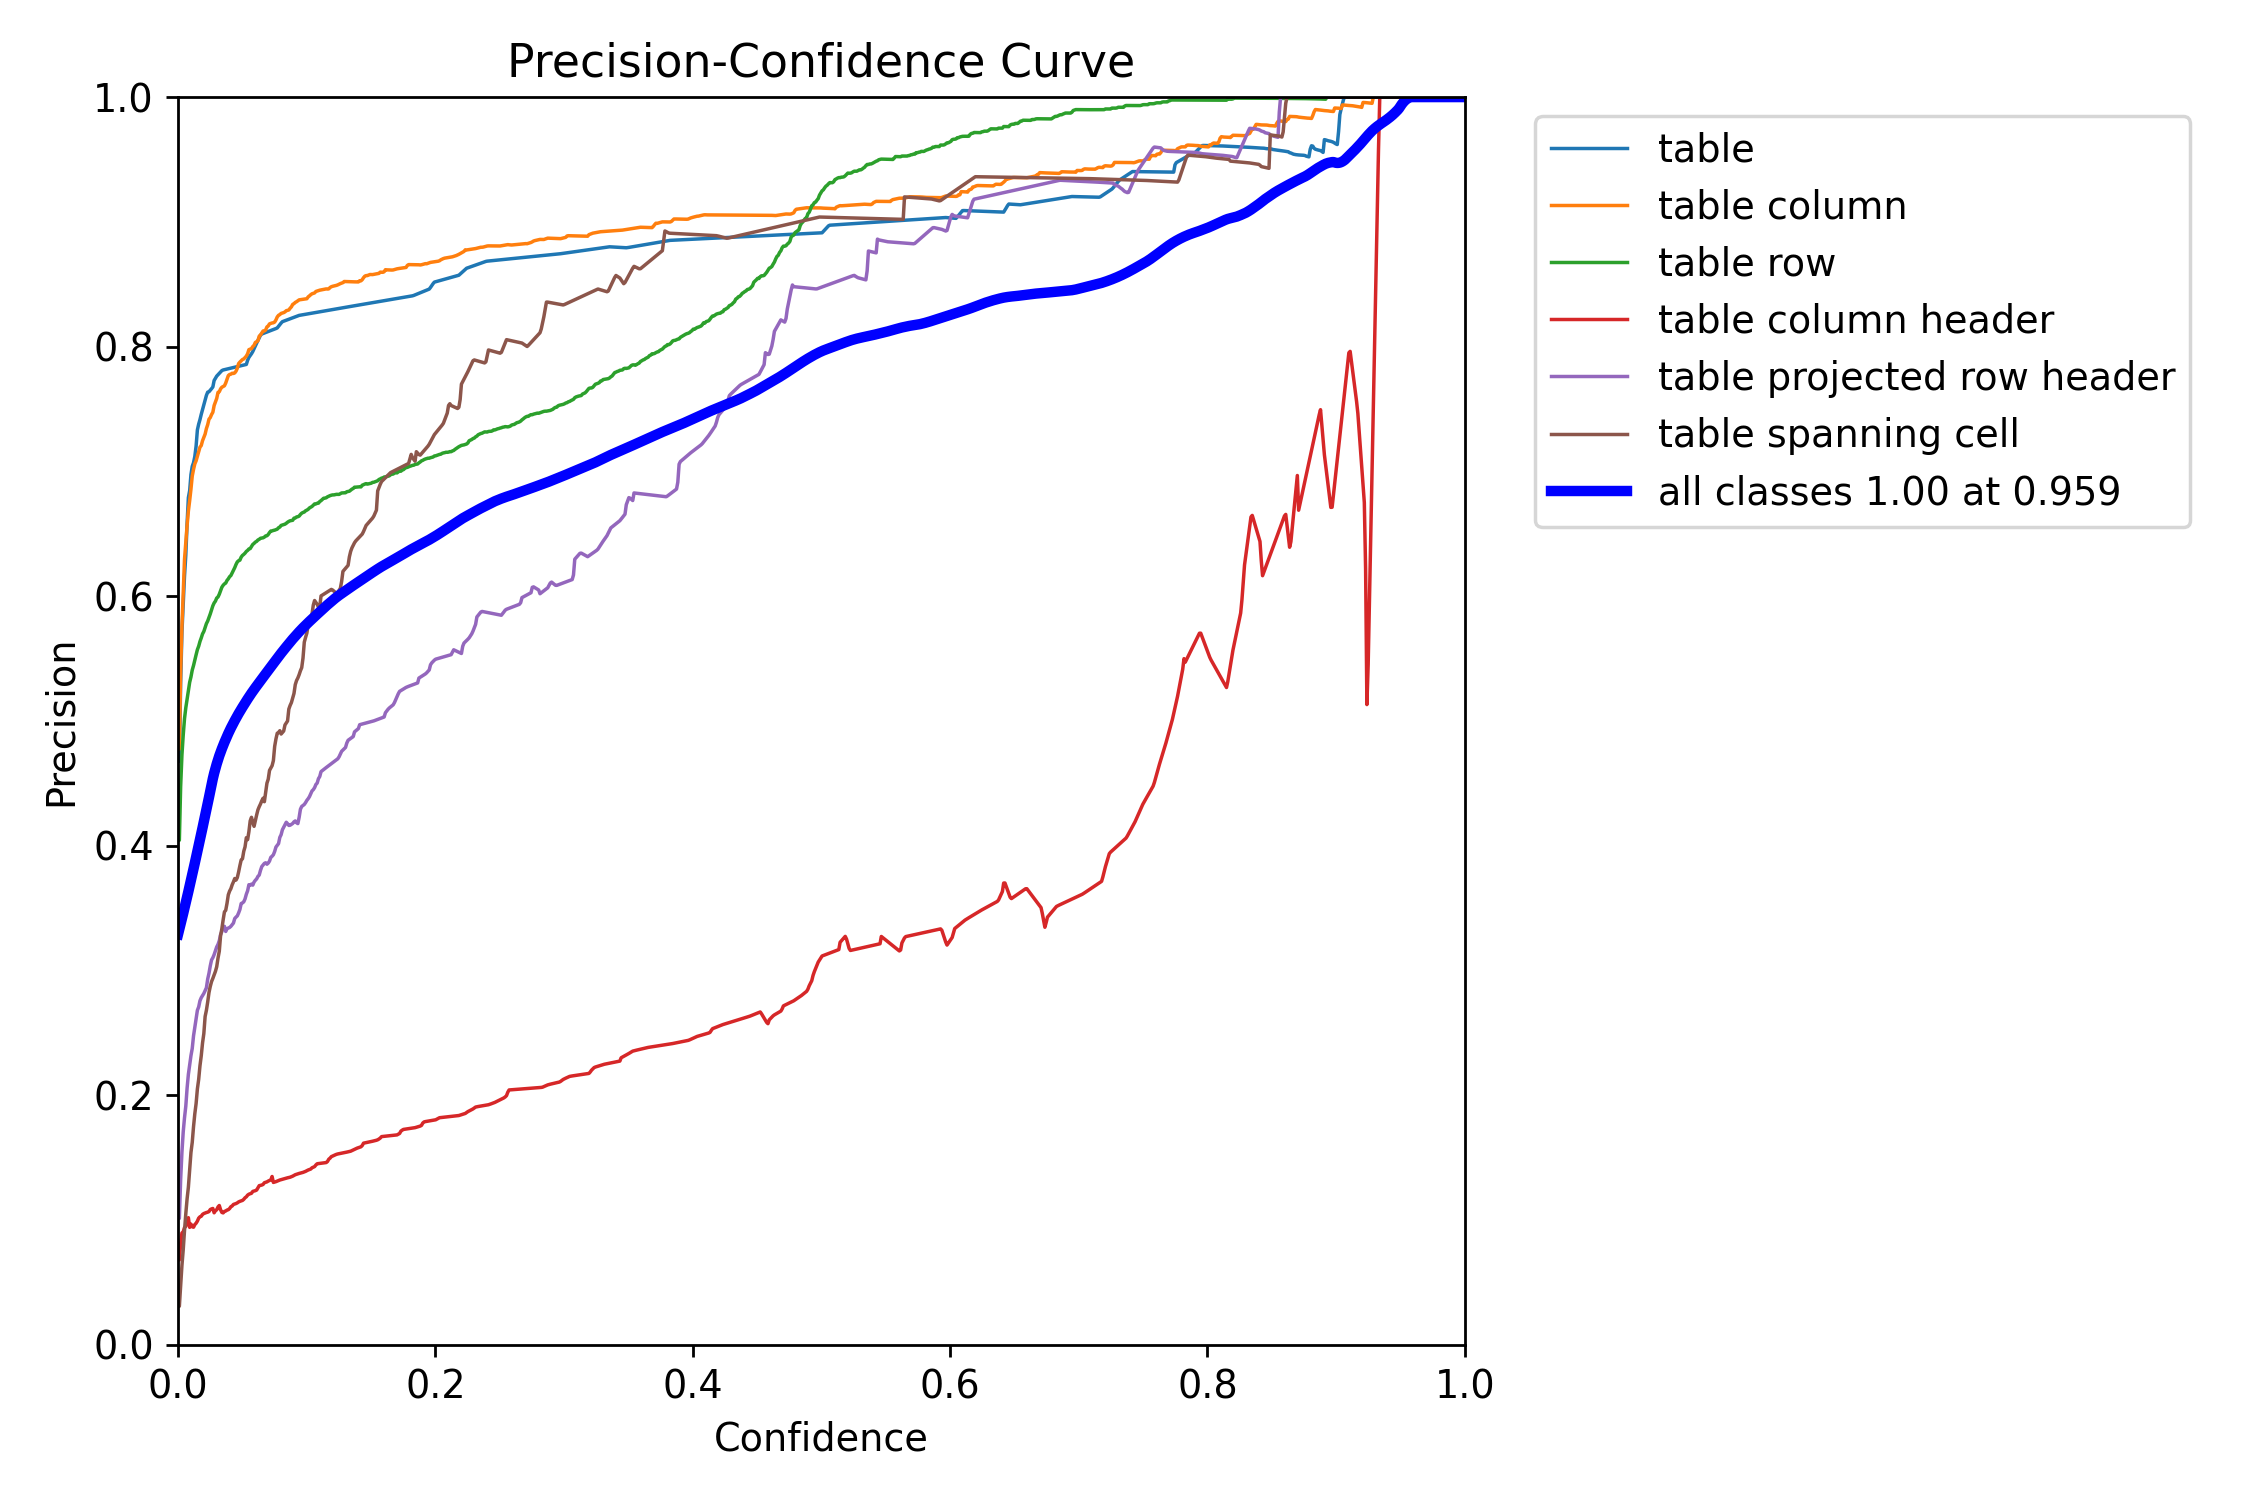 Precision-Confidence Curve
1.0
0.8
0.6
0.4
0.2
0.0
Precision
0.0 0.2 0.4 0.6 0.8 1.0
Confidence
table
table column
table row
table column header
table projected row header
table spanning cell
all classes 1.00 at 0.959